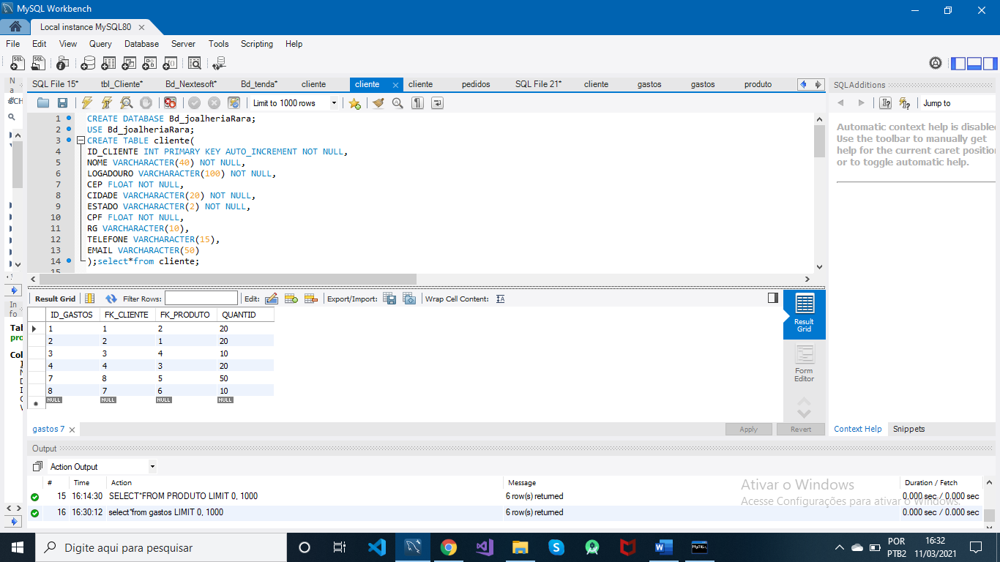 MySQL Workbench
Local instance MySQL80
File Edit View Query Database Server Tools Scripting Help
SQL File 15* tbl_Cliente* Bd_Nextesoft* Bd_tenda* cliente cliente cliente pedidos SQL File 21* cliente gastos gastos produto
SQLAdditions
Limit to 1000 rows
Jump to
Automatic context help is disabled
Use the toolbar to manually get
help for the current caret position
or to toggle automatic help.
1 CREATE DATABASE Bd_joalheriaRara;
2 USE Bd_joalheriaRara;
3 CREATE TABLE cliente(
4 ID_CLIENTE INT PRIMARY KEY AUTO_INCREMENT NOT NULL,
5 NOME VARCHARACTER(40) NOT NULL,
6 LOGADOURO VARCHARACTER(100) NOT NULL,
7 CEP FLOAT NOT NULL,
8 CIDADE VARCHARACTER(20) NOT NULL,
9 ESTADO VARCHARACTER(2) NOT NULL,
10 CPF FLOAT NOT NULL,
11 RG VARCHARACTER(10),
12 TELEFONE VARCHARACTER(15),
13 EMAIL VARCHARACTER(50)
14 );select*from cliente;
15
Result Grid Filter Rows: Edit: Export/Import: Wrap Cell Content:
ID_GASTOS FK_CLIENTE FK_PRODUTO QUANTID
1 1 2 20
2 2 1 20
3 3 4 10
4 4 3 20
7 8 5 50
8 7 6 10
NULL NULL NULL NULL
Result
Grid
Form
Editor
gastos 7
Apply Revert
Context Help Snippets
Output
Action Output
# Time Action Message Duration / Fetch
15 16:14:30 SELECT*FROM PRODUTO LIMIT 0, 1000 6 row(s) returned 0.000 sec / 0.000 sec
16 16:30:12 select*from gastos LIMIT 0, 1000 6 row(s) returned 0.000 sec / 0.000 sec
Ativar o Windows
Acesse Configurações para ativar o Windows.
Digite aqui para pesquisar
POR
PTB2
16:32
11/03/2021